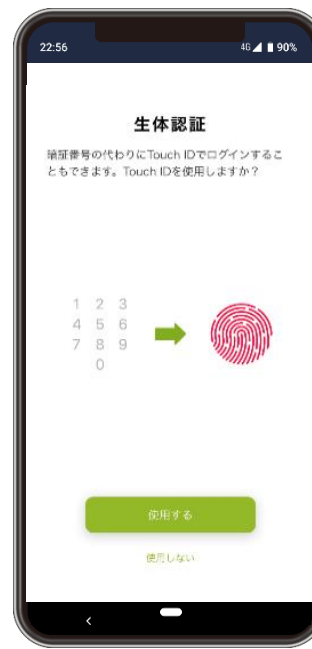 22:56 4G 90%
生体認証
暗証番号の代わりにTouch IDでログインするこ
ともできます。Touch IDを使用しますか？
1 2 3
4 5 6
7 8 9
0
使用する
使用しない